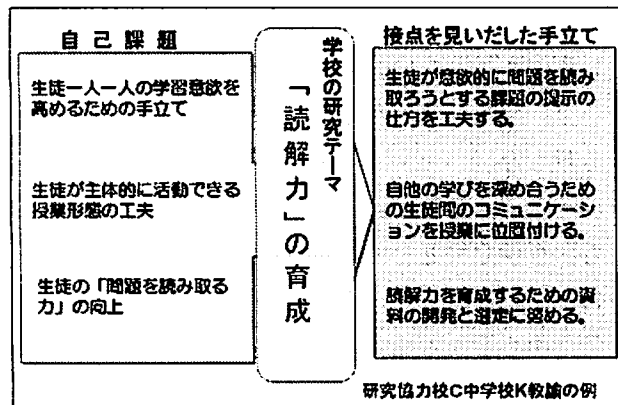 自己課題
生徒一人一人の学習意欲を
高めるための手立て
生徒が主体的に活動できる
授業形態の工夫
生徒の「問題を読み取る
力」の向上
学校の研究テーマ
「読解力」の育成
接点を見いだした手立て
生徒が意欲的に問題を読み
取ろうとする課題の提示の
仕方を工夫する。
自他の学びを深め合うため
の生徒間のコミュニケーシ
ョンを授業に位置付ける。
読解力を育成するための資
料の開発と選定に努める。
研究協力校C中学校K教諭の例